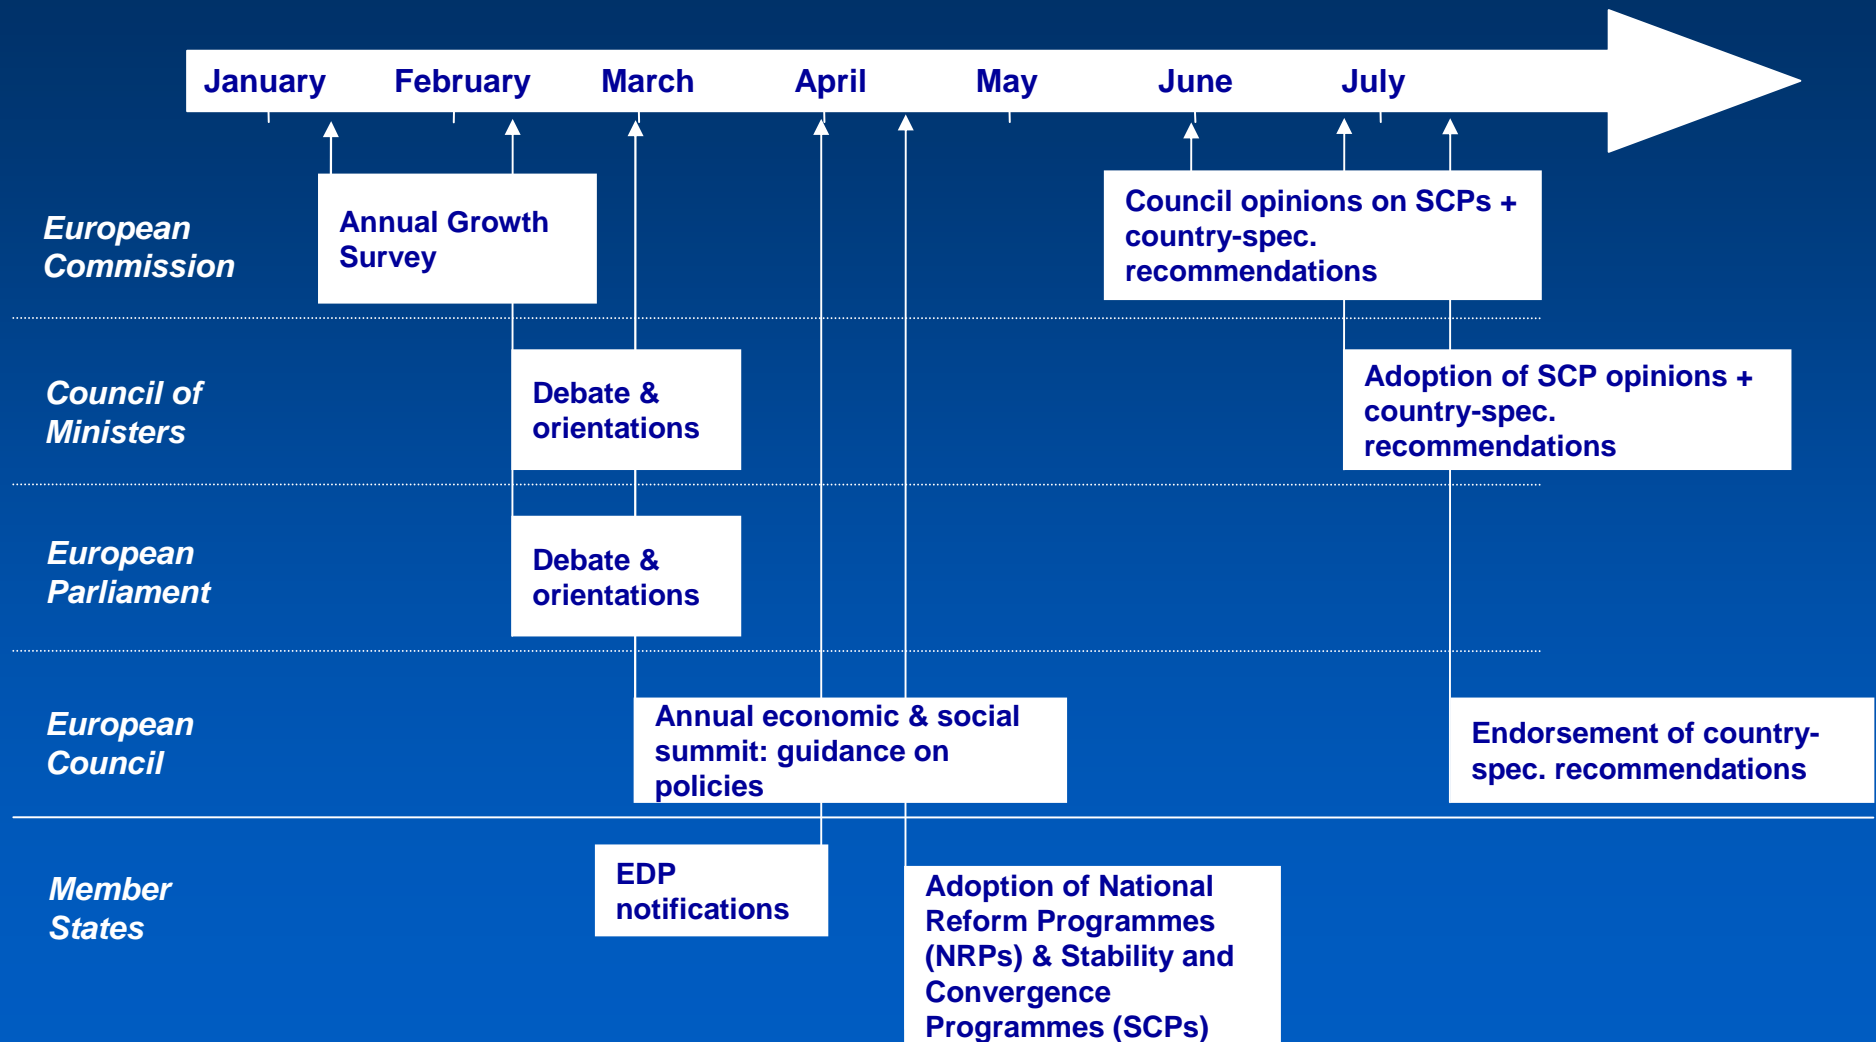 January February March April May June July
European
Commission
Annual Growth
Survey
Council opinions on SCPs +
country-spec.
recommendations
Council of
Ministers
Debate &
orientations
Adoption of SCP opinions +
country-spec.
recommendations
European
Parliament
Debate &
orientations
European
Council
Annual economic & social
summit: guidance on
policies
Endorsement of country-
spec. recommendations
Member
States
EDP
notifications
Adoption of National
Reform Programmes
(NRPs) & Stability and
Convergence
Programmes (SCPs)